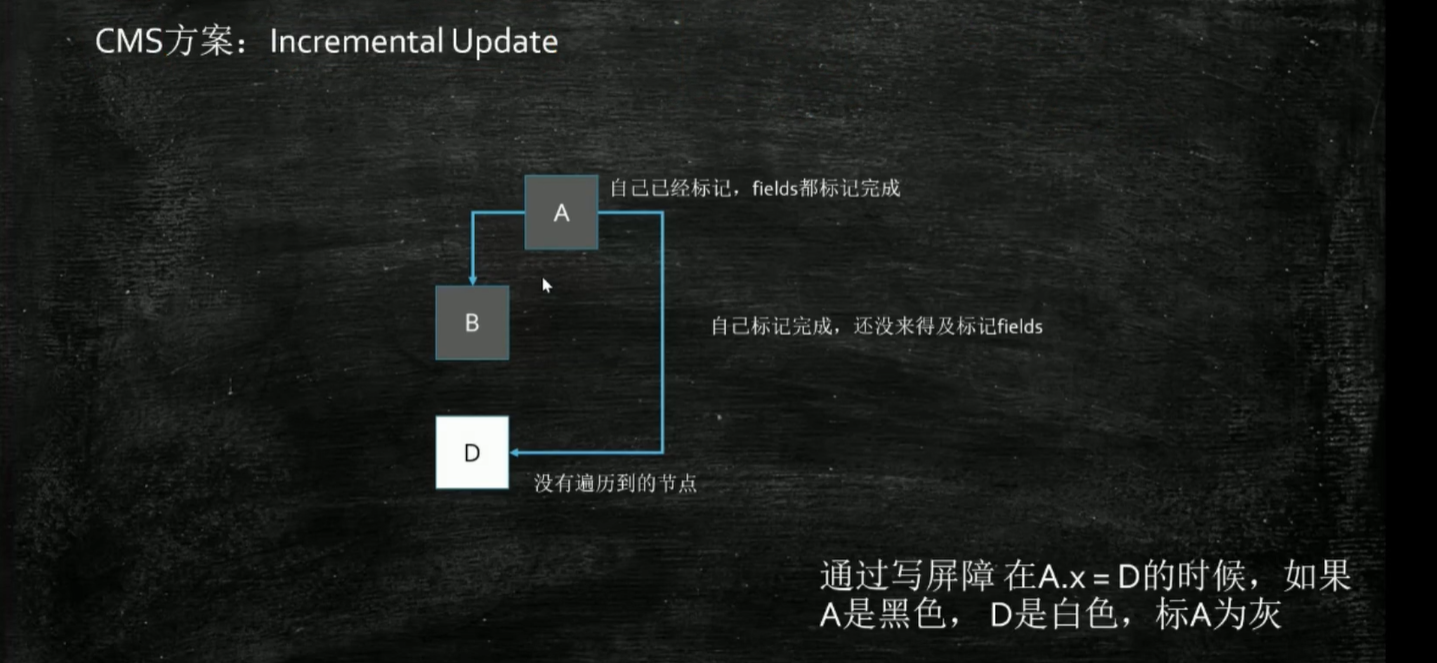 CMS方案：Incremental Update
A
自己已经标记，fields都标记完成
B
自己标记完成，还没来得及标记fields
D
没有遍历到的节点
通过写屏障 在A.x = D的时候，如果
A是黑色， D是白色，标A为灰